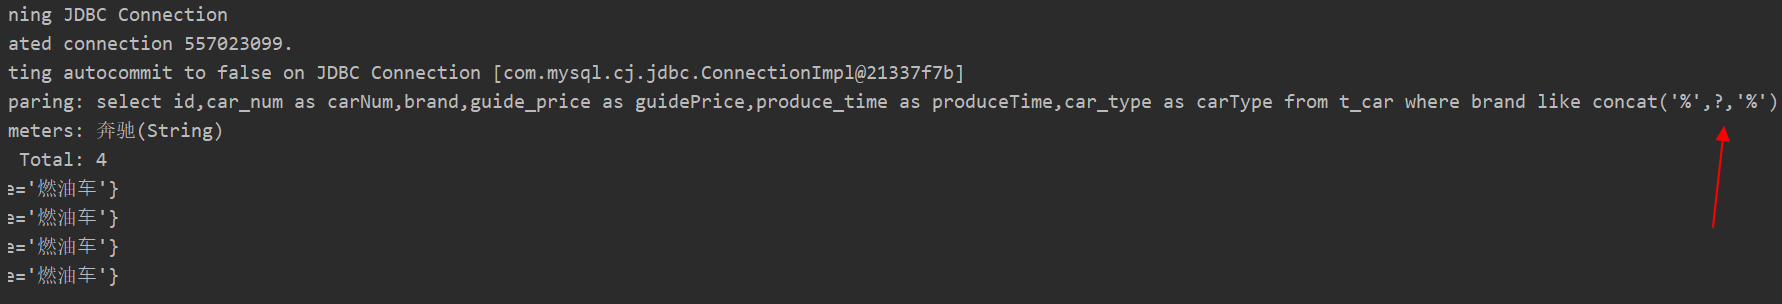 ning JDBC Connection
ated connection 557023099.
ting autocommit to false on JDBC Connection [com.mysql.cj.jdbc.ConnectionImpl@21337f7b]
paring: select id,car_num as carNum,brand,guide_price as guidePrice,produce_time as produceTime,car_type as carType from t_car where brand like concat('%',?,'%')
meters: 奔驰(String)
Total: 4
e='燃油车'}
e='燃油车'}
e='燃油车'}
e='燃油车'}